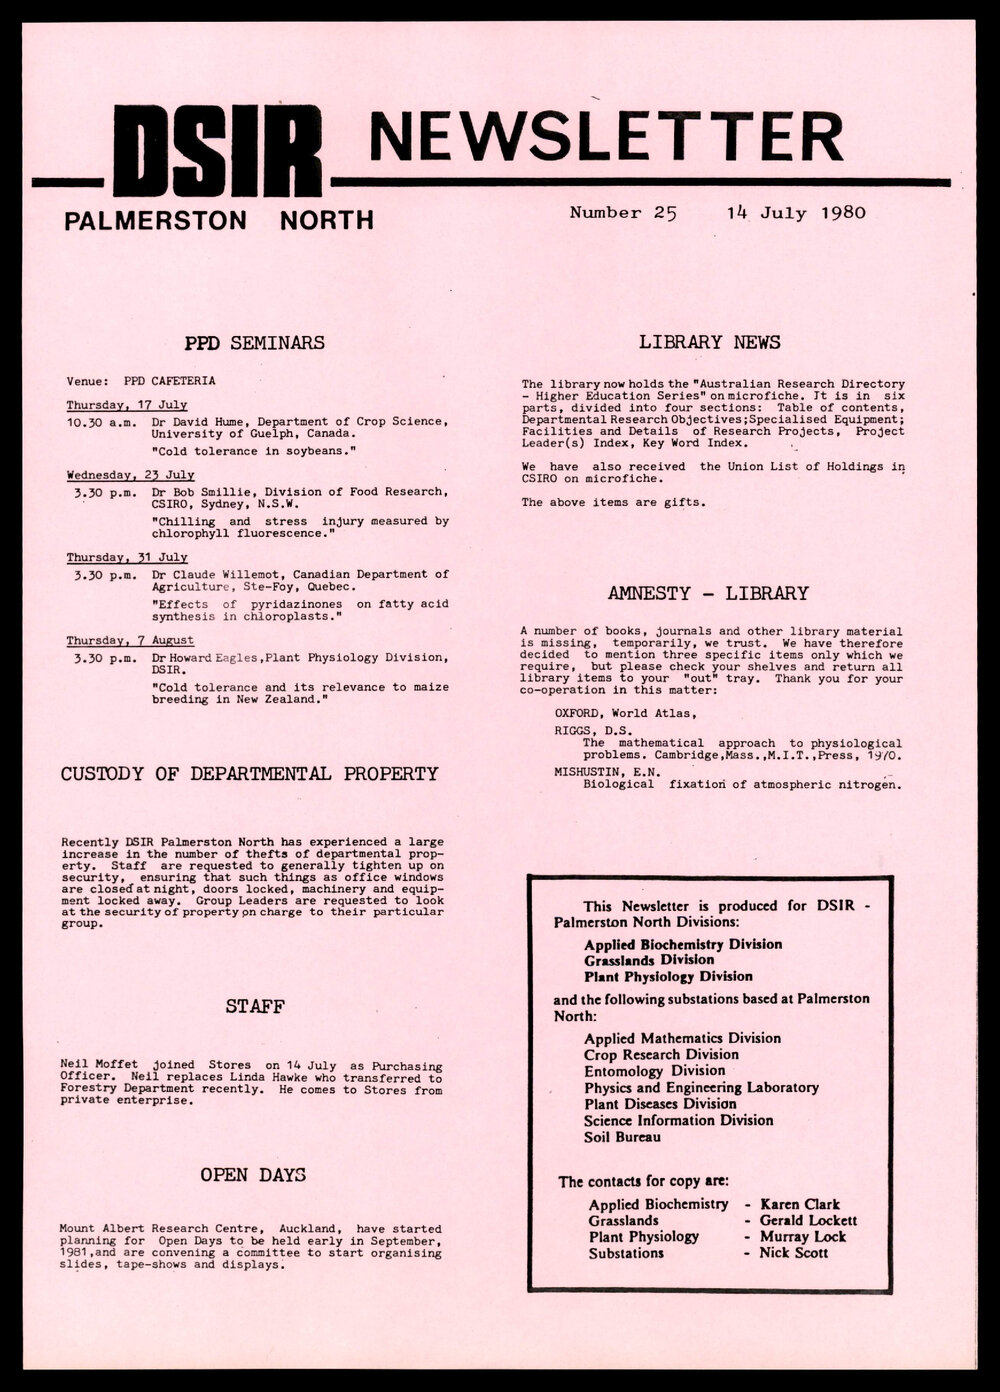 DSIR NEWSLETTER
PALMERSTON NORTH
Number 25 14 July 1980
PPD SEMINARS
Venue: PPD CAFETERIA
Thursday, 17 July
10.30 a.m. Dr David Hume, Department of Crop Science,
University of Guelph, Canada.
"Cold tolerance in soybeans."
Wednesday, 23 July
3.30 p.m. Dr Bob Smillie, Division of Food Research,
CSIRO, Sydney, N.S.W.
"Chilling and stress injury measured by
chlorophyll fluorescence."
Thursday, 31 July
3.30 p.m. Dr Claude Willemot, Canadian Department of
Agriculture, Ste-Foy, Quebec.
"Effects of pyridazinones on fatty acid
synthesis in chloroplasts."
Thursday, 7 August
3.30 p.m. Dr Howard Eagles,Plant Physiology Division,
DSIR.
"Cold tolerance and its relevance to maize
breeding in New Zealand."
CUSTODY OF DEPARTMENTAL PROPERTY
Recently DSIR Palmerston North has experienced a large
increase in the number of thefts of departmental prop-
erty. Staff are requested to generally tighten up on
security, ensuring that such things as office windows
are closed at night, doors locked, machinery and equip-
ment locked away. Group Leaders are requested to look
at the security of property on charge to their particular
group.
STAFF
Neil Moffet joined Stores on 14 July as Purchasing
Officer. Neil replaces Linda Hawke who transferred to
Forestry Department recently. He comes to Stores from
private enterprise.
OPEN DAYS
Mount Albert Research Centre, Auckland, have started
planning for Open Days to be held early in September,
1981,and are convening a committee to start organising
slides, tape-shows and displays.
LIBRARY NEWS
The library now holds the "Australian Research Directory
- Higher Education Series" on microfiche. It is in six
parts, divided into four sections: Table of contents,
Departmental Research Objectives;Specialised Equipment;
Facilities and Details of Research Projects, Project
Leader(s) Index, Key Word Index.
We have also received the Union List of Holdings in
CSIRO on microfiche.
The above items are gifts.
AMNESTY - LIBRARY
A number of books, journals and other library material
is missing, temporarily, we trust. We have therefore
decided to mention three specific items only which we
require, but please check your shelves and return all
library items to your "out" tray. Thank you for your
co-operation in this matter:
OXFORD, World Atlas,
RIGGS, D.S.
The mathematical approach to physiological
problems. Cambridge,Mass.,M.I.T.,Press, 1970.
MISHUSTIN, E.N.
Biological fixation of atmospheric nitrogen.
This Newsletter is produced for DSIR -
Palmerston North Divisions:
Applied Biochemistry Division
Grasslands Division
Plant Physiology Division
and the following substations based at Palmerston
North:
Applied Mathematics Division
Crop Research Division
Entomology Division
Physics and Engineering Laboratory
Plant Diseases Division
Science Information Division
Soil Bureau
The contacts for copy are:
Applied Biochemistry - Karen Clark
Grasslands - Gerald Lockett
Plant Physiology - Murray Lock
Substations - Nick Scott